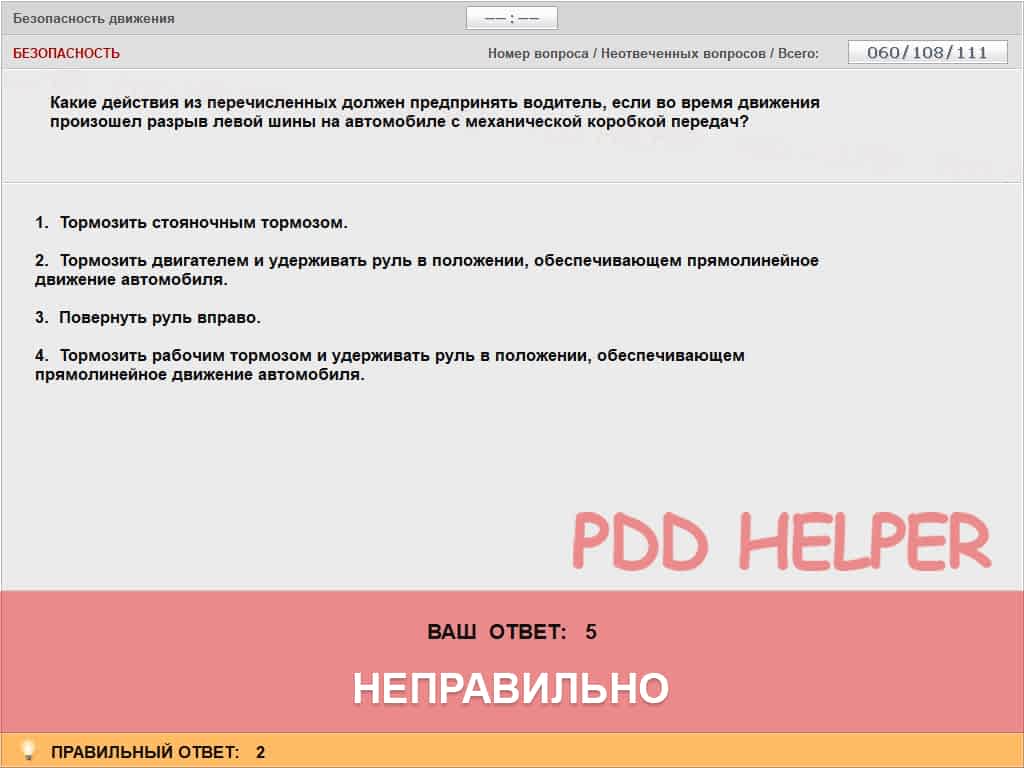 Безопасность движения
–– : ––
БЕЗОПАСНОСТЬ
Номер вопроса / Неотвеченных вопросов / Всего:
060/108/111
Какие действия из перечисленных должен предпринять водитель, если во время движения
произошел разрыв левой шины на автомобиле с механической коробкой передач?
1. Тормозить стояночным тормозом.
2. Тормозить двигателем и удерживать руль в положении, обеспечивающем прямолинейное
движение автомобиля.
3. Повернуть руль вправо.
4. Тормозить рабочим тормозом и удерживать руль в положении, обеспечивающем
прямолинейное движение автомобиля.
PDD HELPER
ВАШ ОТВЕТ: 5
НЕПРАВИЛЬНО
ПРАВИЛЬНЫЙ ОТВЕТ: 2